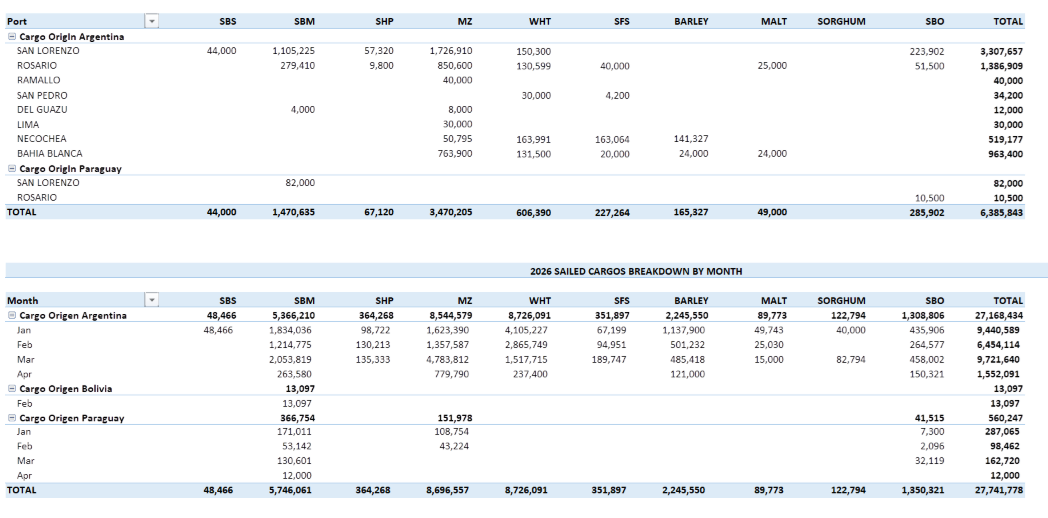 Port SBS SBM SHP MZ WHT SFS BARLEY MALT SORGHUM SBO TOTAL
Cargo Origin Argentina
SAN LORENZO 44,000 1,105,225 57,320 1,726,910 150,300 223,902 3,307,657
ROSARIO 279,410 9,800 850,600 130,599 40,000 25,000 51,500 1,386,909
RAMALLO 40,000 40,000
SAN PEDRO 30,000 4,200 34,200
DEL GUAZU 4,000 8,000 12,000
LIMA 30,000 30,000
NECOCHEA 50,795 163,991 163,064 141,327 519,177
BAHIA BLANCA 763,900 131,500 20,000 24,000 24,000 963,400
Cargo Origin Paraguay
SAN LORENZO 82,000 82,000
ROSARIO 10,500 10,500
TOTAL 44,000 1,470,635 67,120 3,470,205 606,390 227,264 165,327 49,000 285,902 6,385,843
2026 SAILED CARGOS BREAKDOWN BY MONTH
Month SBS SBM SHP MZ WHT SFS BARLEY MALT SORGHUM SBO TOTAL
Cargo Origen Argentina 48,466 5,366,210 364,268 8,544,579 8,726,091 351,897 2,245,550 89,773 122,794 1,308,806 27,168,434
Jan 48,466 1,834,036 98,722 1,623,390 4,105,227 67,199 1,137,900 49,743 40,000 435,906 9,440,589
Feb 1,214,775 130,213 1,357,587 2,865,749 94,951 501,232 25,030 264,577 6,454,114
Mar 2,053,819 135,333 4,783,812 1,517,715 189,747 485,418 15,000 82,794 458,002 9,721,640
Apr 263,580 779,790 237,400 121,000 150,321 1,552,091
Cargo Origen Bolivia 13,097 13,097
Feb 13,097 13,097
Cargo Origen Paraguay 366,754 151,978 41,515 560,247
Jan 171,011 108,754 7,300 287,065
Feb 53,142 43,224 2,096 98,462
Mar 130,601 32,119 162,720
Apr 12,000 12,000
TOTAL 48,466 5,746,061 364,268 8,696,557 8,726,091 351,897 2,245,550 89,773 122,794 1,350,321 27,741,778